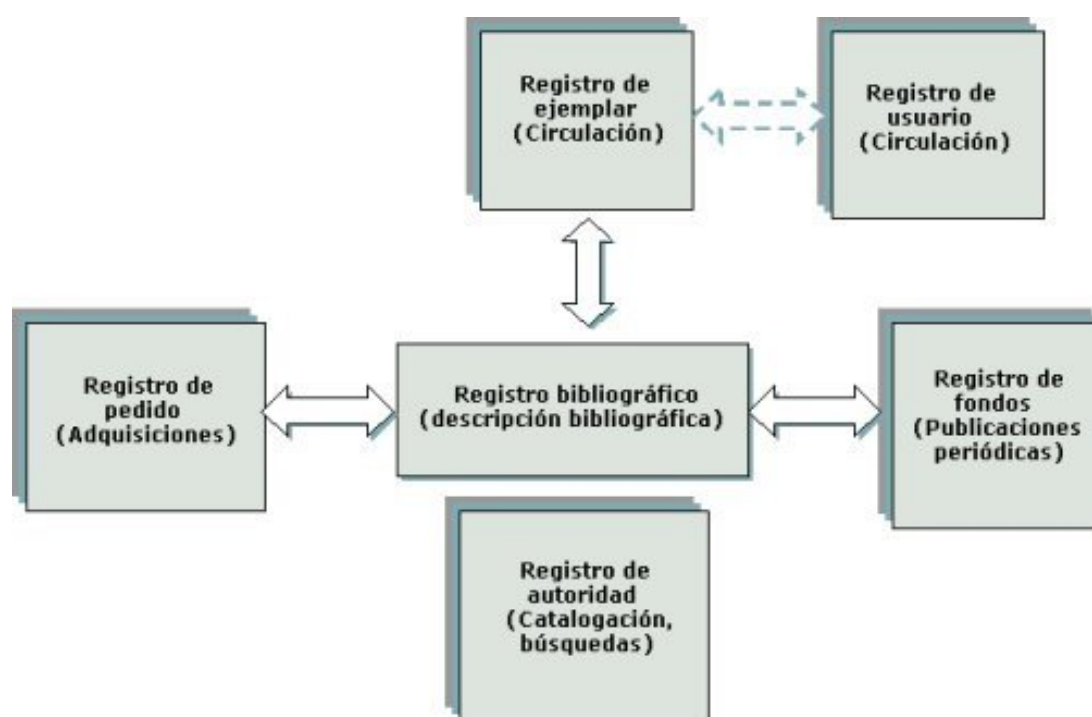 Registro de
ejemplar
(Circulación)
Registro de
usuario
(Circulación)
Registro de
pedido
(Adquisiciones)
Registro bibliográfico
(descripción bibliográfica)
Registro de
fondos
(Publicaciones
periódicas)
Registro de
autoridad
(Catalogación,
búsquedas)